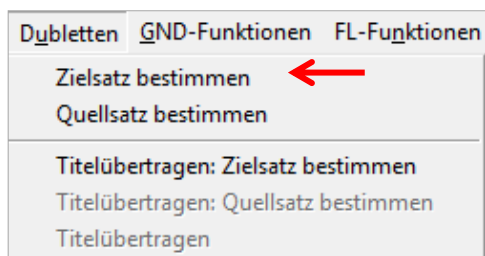 Dubletten GND-Funktionen FL-Funktionen
Zielsatz bestimmen
Quellsatz bestimmen
Titelübertragen: Zielsatz bestimmen
Titelübertragen: Quellsatz bestimmen
Titelübertragen